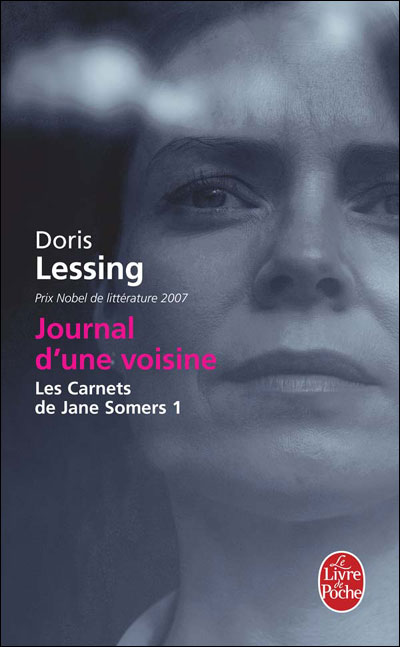 Doris
Lessing
Prix Nobel de littérature 2007
Journal
d'une voisine
Les Carnets
de Jane Somers 1
Le
Livre
de
Poche